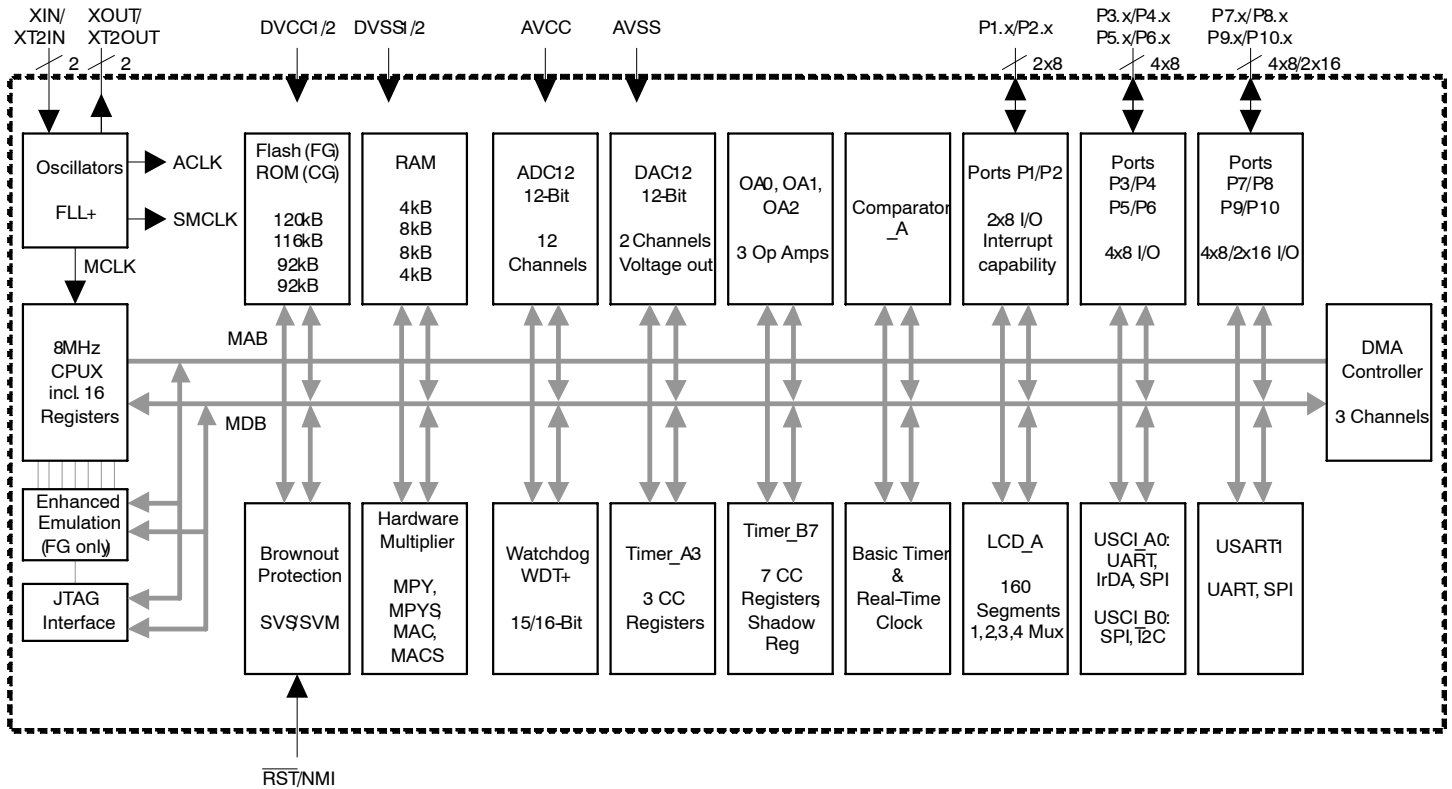 XIN/
XT2IN
XOUT/
XT2OUT
2
2
DVCC1/2
DVSS1/2
AVCC
AVSS
P1.x/P2.x
2x8
P3.x/P4.x
P5.x/P6.x
4x8
P7.x/P8.x
P9.x/P10.x
4x8/2x16
Oscillators
FLL+
ACLK
SMCLK
MCLK
Flash (FG)
ROM (CG)
120kB
116kB
92kB
92kB
RAM
4kB
8kB
8kB
4kB
ADC12
12-Bit
12
Channels
DAC12
12-Bit
2 Channels
Voltage out
OA0, OA1,
OA2
3 Op Amps
Comparator
_A
Ports P1/P2
2x8 I/O
Interrupt
capability
Ports
P3/P4
P5/P6
4x8 I/O
Ports
P7/P8
P9/P10
4x8/2x16 I/O
8MHz
CPUX
incl. 16
Registers
MAB
MDB
DMA
Controller
3 Channels
Enhanced
Emulation
(FG only)
JTAG
Interface
Brownout
Protection
SVS/SVM
Hardware
Multiplier
MPY,
MPYS,
MAC,
MACS
Watchdog
WDT+
15/16-Bit
Timer_A3
3 CC
Registers
Timer_B7
7 CC
Registers,
Shadow
Reg
Basic Timer
&
Real-Time
Clock
LCD_A
160
Segments
1,2,3,4 Mux
USCI_A0:
UART,
IrDA, SPI
USCI_B0:
SPI, I2C
USART1
UART, SPI
RST/NMI